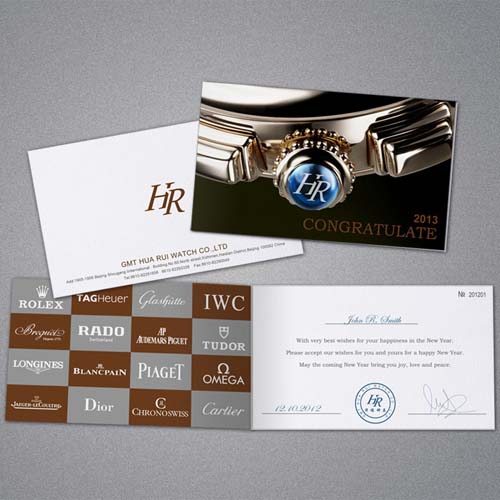 HR
GMT HUA RUI WATCH CO.,LTD
HR
2013
CONGRATULATE
ROLEX
TAGHeuer
Glashütte
IWC
Breguet
RADO
Switzerland
AP
AUDEMARS PIGUET
TUDOR
LONGINES
BLANCPAIN
PIAGET
Ω
OMEGA
JAEGER-LECOULTRE
Dior
CHRONOSWISS
Cartier
№ 201201
John R. Smith
With very best wishes for your happiness in the New Year.
Please accept our wishes for you and yours for a happy New Year.
May the coming New Year bring you joy, love and peace.
12.10.2012
HR